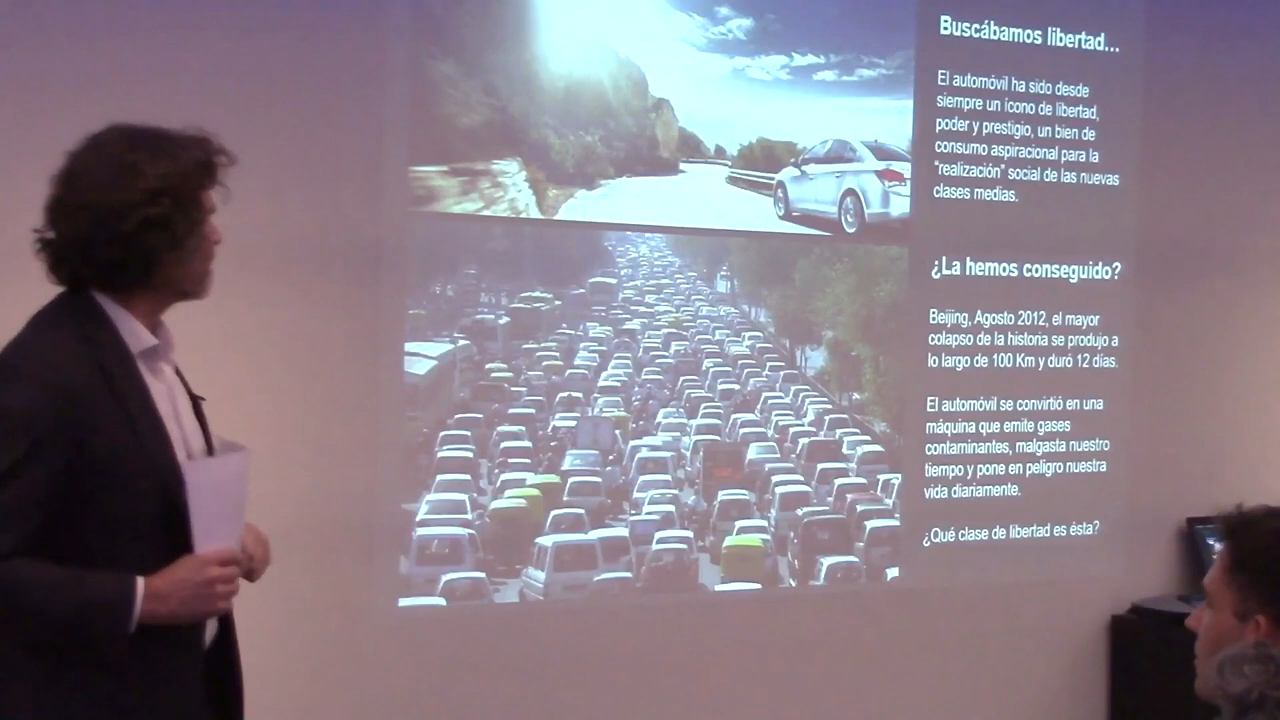 Buscábamos libertad...
El automóvil ha sido desde
siempre un ícono de libertad,
poder y prestigio, un bien de
consumo aspiracional para la
"realización" social de las nuevas
clases medias.
¿La hemos conseguido?
Beijing, Agosto 2012, el mayor
colapso de la historia se produjo a
lo largo de 100 Km y duró 12 días.
El automóvil se convirtió en una
máquina que emite gases
contaminantes, malgasta nuestro
tiempo y pone en peligro nuestra
vida diariamente.
¿Qué clase de libertad es ésta?